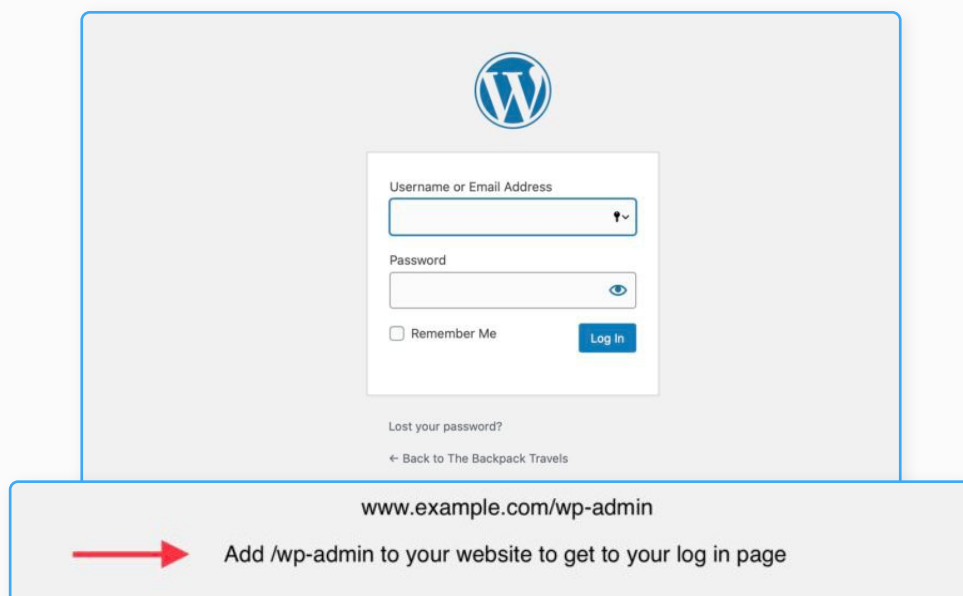 W
Username or Email Address
Password
Remember Me
Log In
Lost your password?
← Back to The Backpack Travels
www.example.com/wp-admin
Add /wp-admin to your website to get to your log in page